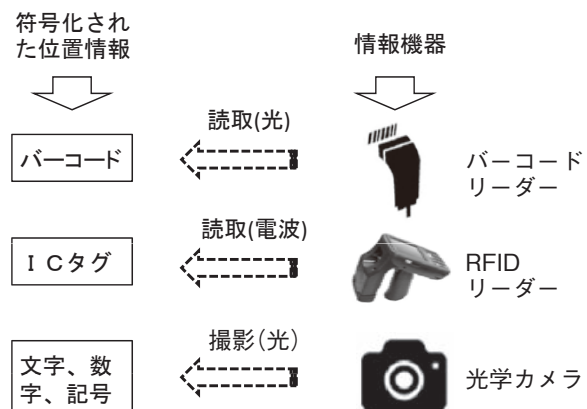 符号化され
た位置情報
情報機器
読取(光)
バーコード
バーコード
リーダー
読取(電波)
ＩＣタグ
RFID
リーダー
撮影(光)
文字、数
字、記号
光学カメラ